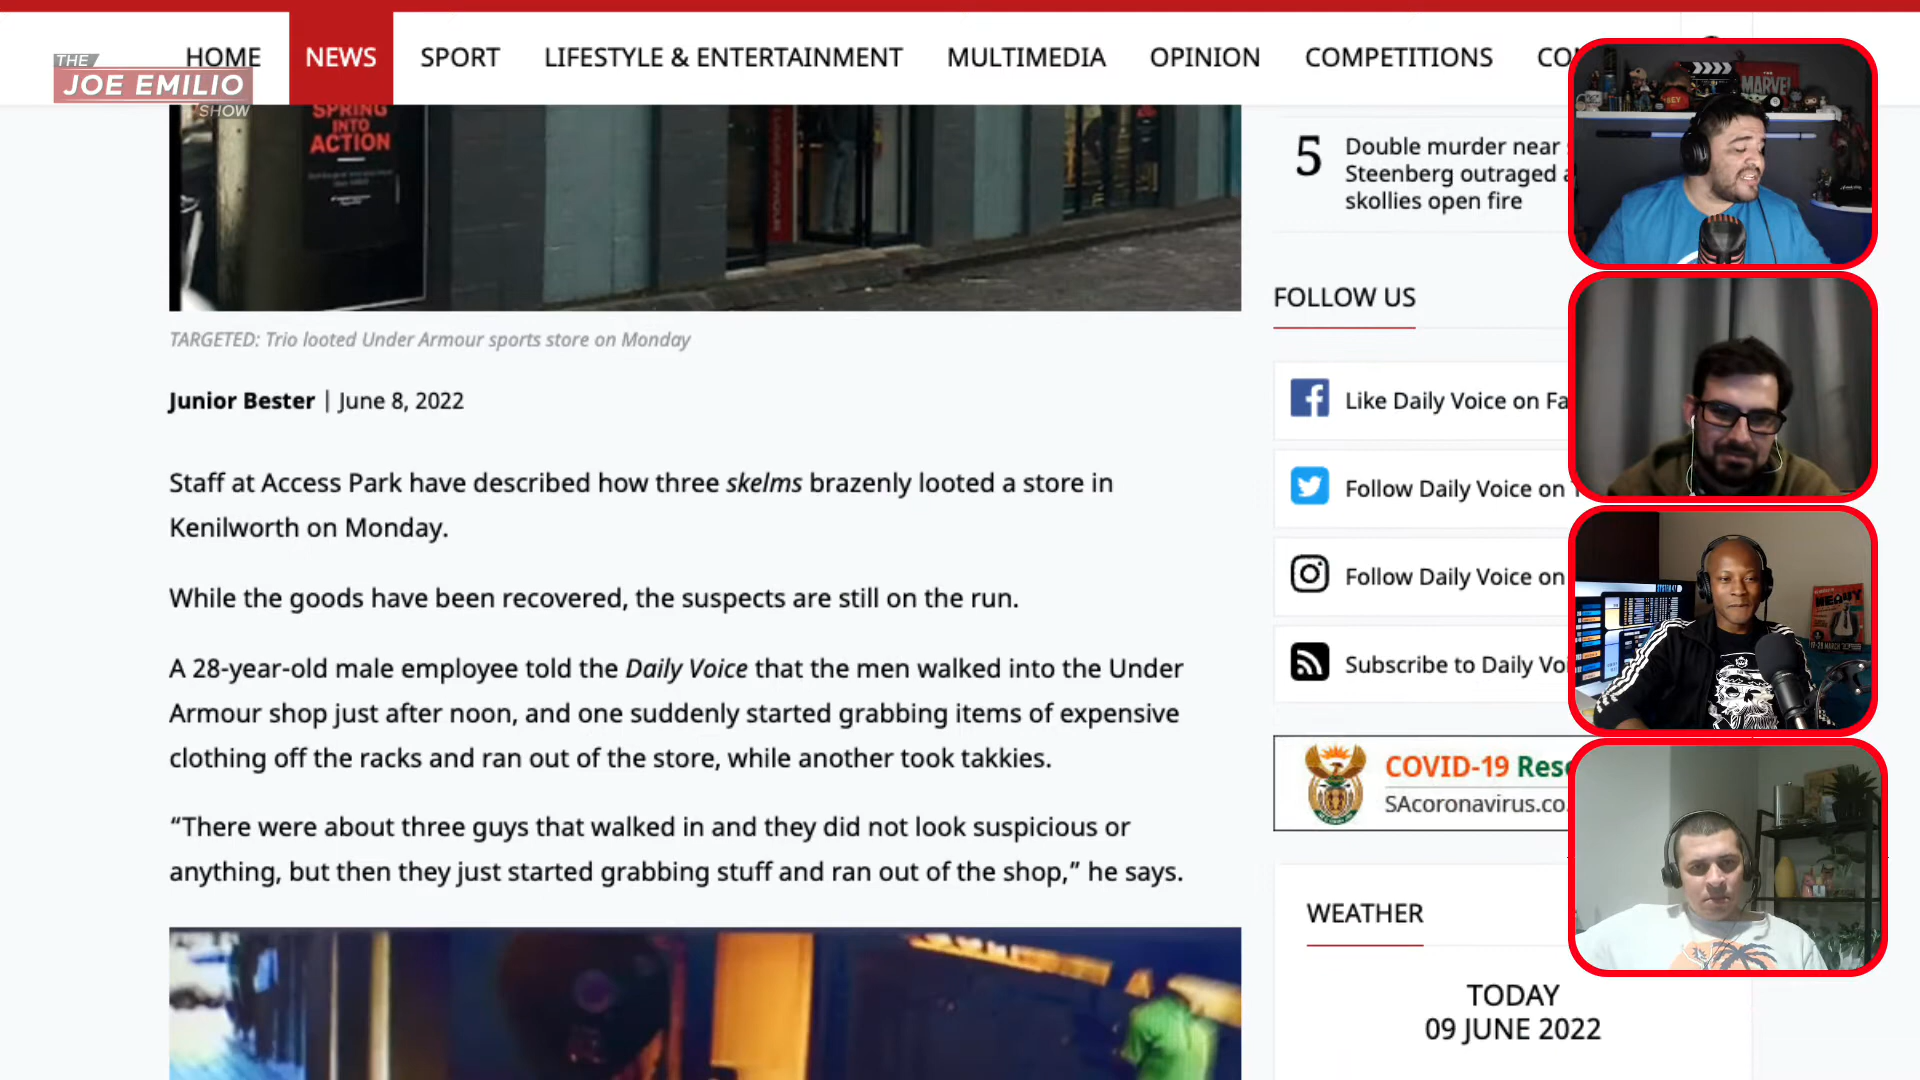 HOME NEWS SPORT LIFESTYLE & ENTERTAINMENT MULTIMEDIA OPINION COMPETITIONS
THE
JOE EMILIO
SHOW
SPRING
INTO
ACTION
TARGETED: Trio looted Under Armour sports store on Monday
Junior Bester | June 8, 2022
Staff at Access Park have described how three skelms brazenly looted a store in
Kenilworth on Monday.
While the goods have been recovered, the suspects are still on the run.
A 28-year-old male employee told the Daily Voice that the men walked into the Under
Armour shop just after noon, and one suddenly started grabbing items of expensive
clothing off the racks and ran out of the store, while another took takkies.
“There were about three guys that walked in and they did not look suspicious or
anything, but then they just started grabbing stuff and ran out of the shop,” he says.
5
Double murder near
Steenberg outraged
skollies open fire
FOLLOW US
Like Daily Voice on Fa
Follow Daily Voice on
Follow Daily Voice on
Subscribe to Daily Vo
COVID-19 Res
SAcoronavirus.co
WEATHER
TODAY
09 JUNE 2022
MARVEL
OBEY
HEAVY